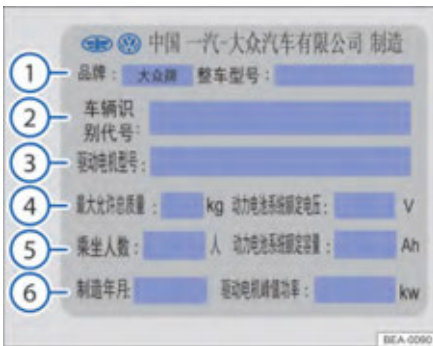 中国 一汽-大众汽车有限公司 制造
1 品牌： 大众牌 整车型号：
2 车辆识
别代号：
3 驱动电机型号：
4 最大允许总质量： kg 动力电池系统额定电压： V
5 乘坐人数： 人 动力电池系统额定容量： Ah
6 制造年月： 驱动电机峰值功率： kw
BEA-0090